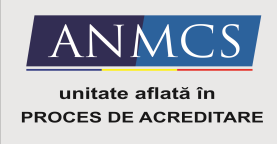 ANMCS
unitate aflată în
PROCES DE ACREDITARE